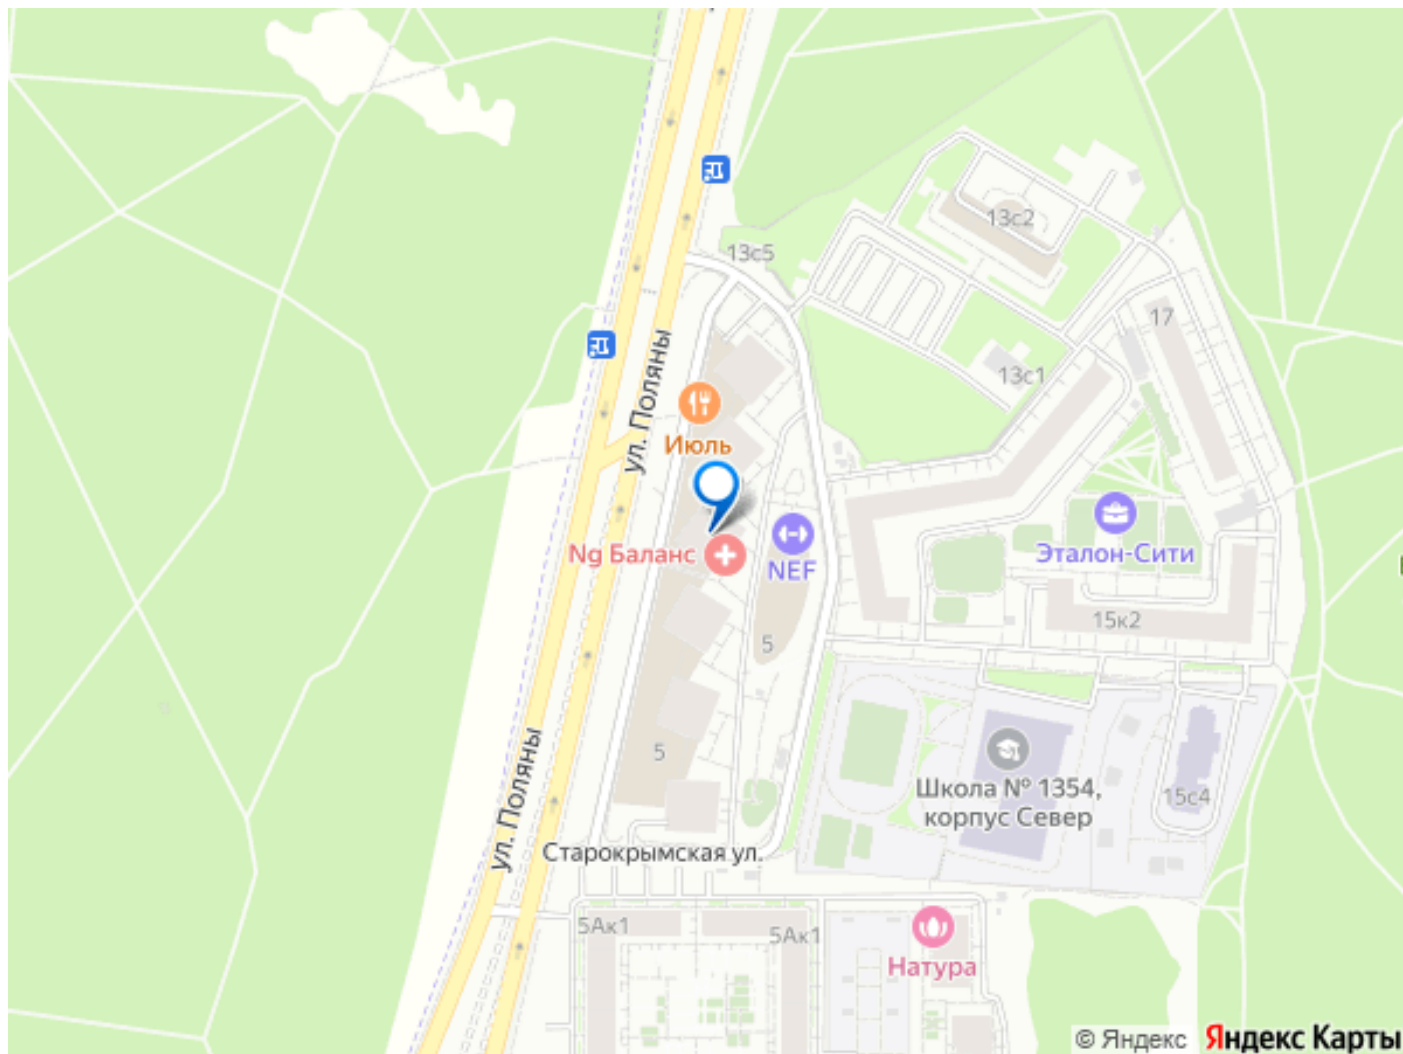 13с2
13с5
17
ул. Поляны
13с1
Июль
Ng Баланс
NEF
Эталон-Сити
15к2
5
5
ул. Поляны
Школа № 1354,
корпус Север
15с4
Старокрымская ул.
5Ак1
5Ак1
Натура
© Яндекс Яндекс Карты